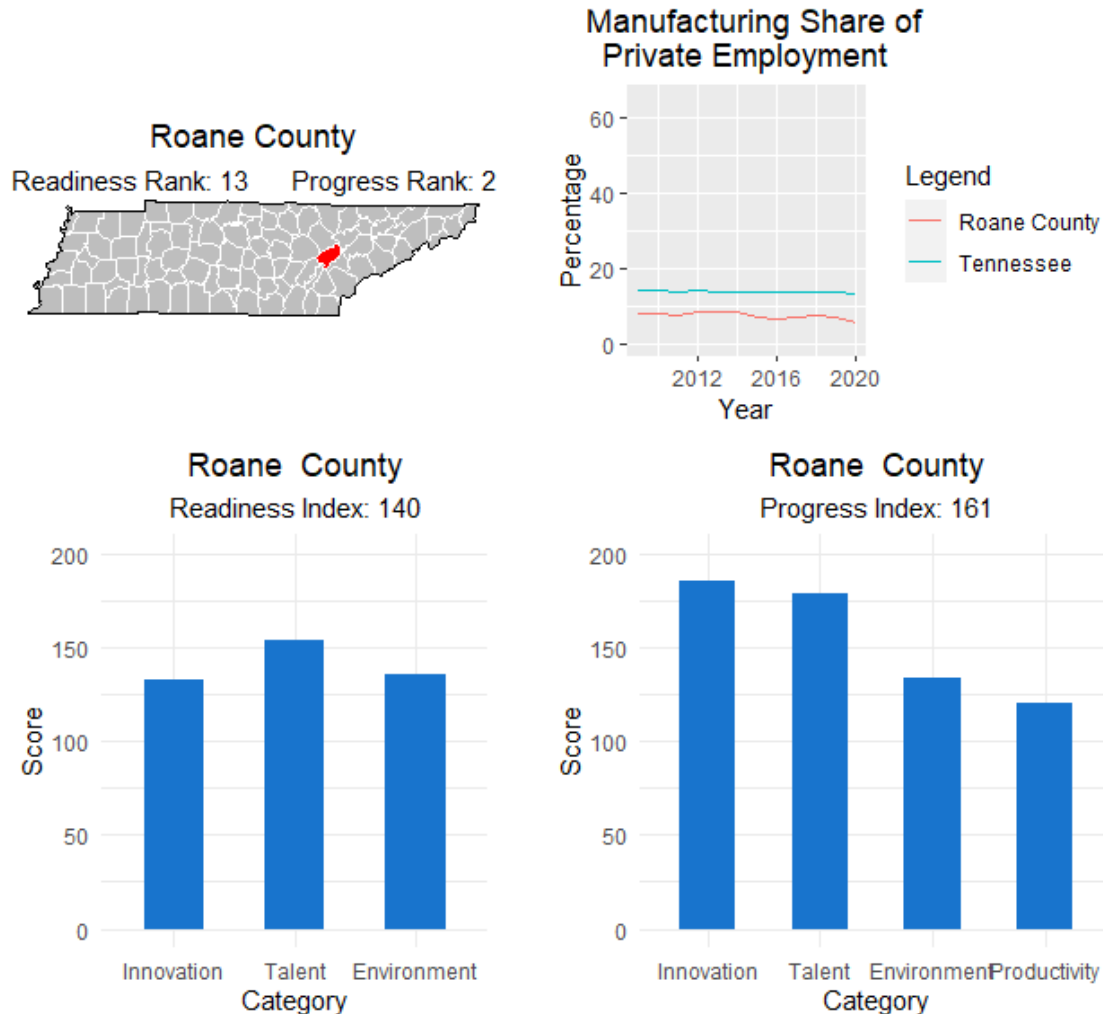 Roane County
Readiness Rank: 13
Progress Rank: 2
Manufacturing Share of
Private Employment
60
40
20
0
Percentage
2012
2016
2020
Year
Legend
Roane County
Tennessee
Roane  County
Readiness Index: 140
200
150
100
50
0
Score
Innovation
Talent
Environment
Category
Roane  County
Progress Index: 161
200
150
100
50
0
Score
Innovation
Talent
Environment
Productivity
Category